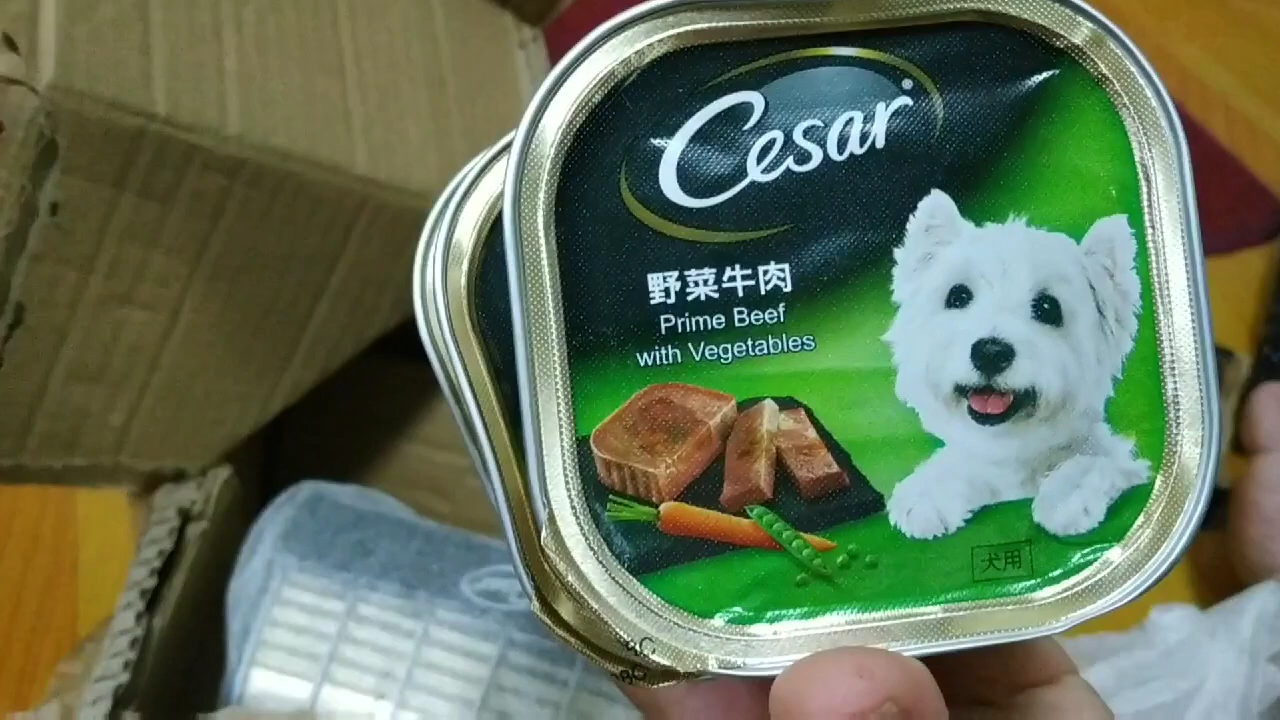 Cesar®
野菜牛肉
Prime Beef
with Vegetables
犬用